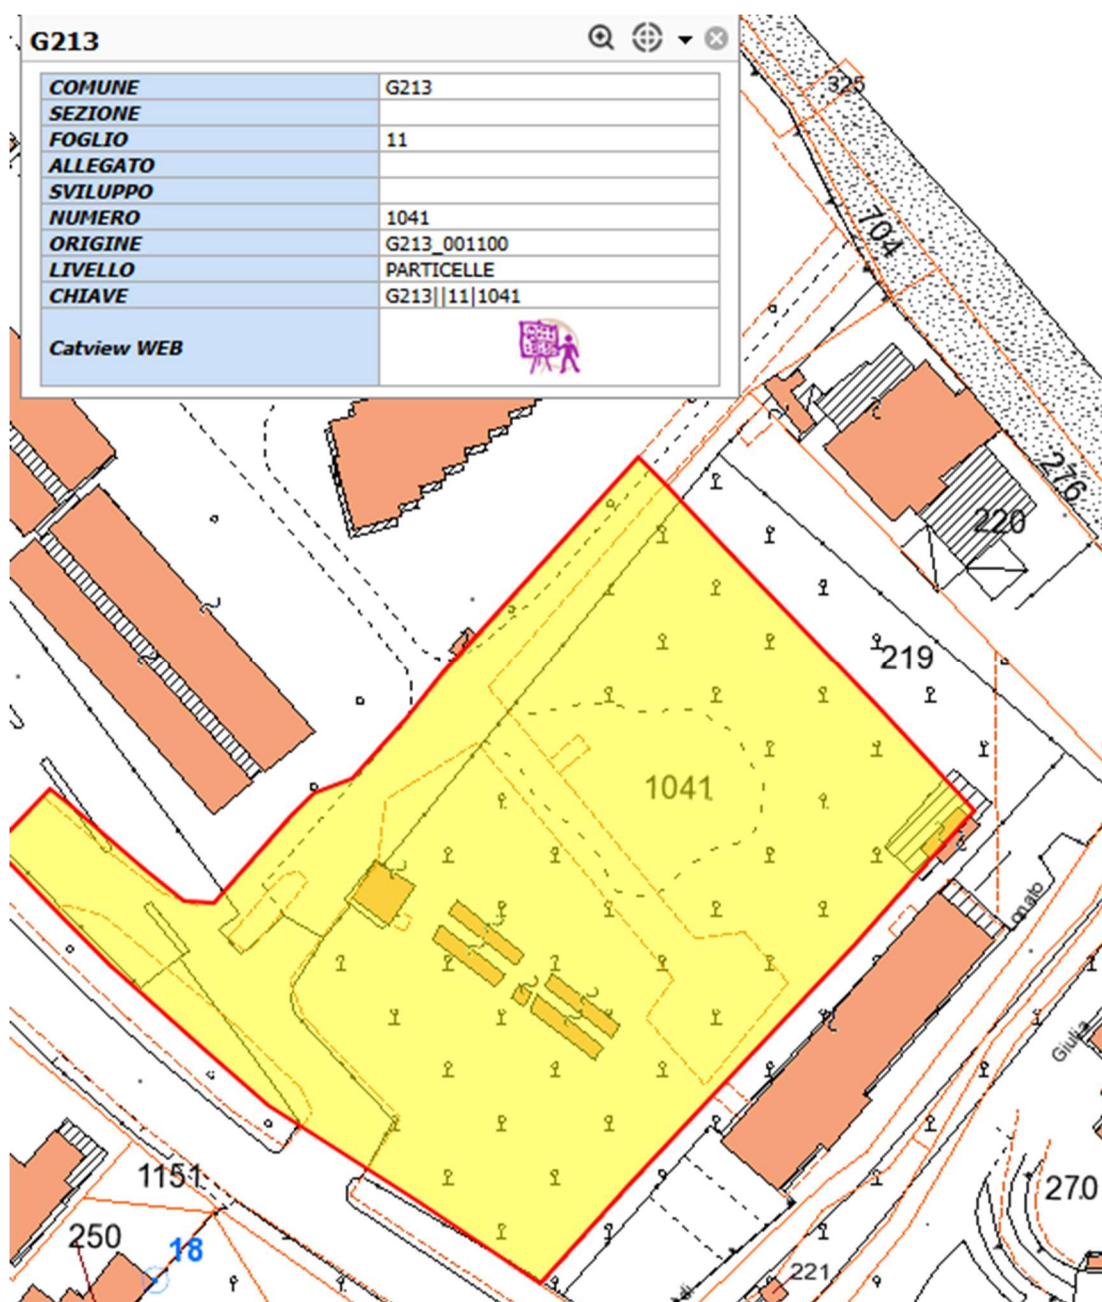 G213
COMUNE G213
SEZIONE
FOGLIO 11
ALLEGATO
SVILUPPO
NUMERO 1041
ORIGINE G213_001100
LIVELLO PARTICELLE
CHIAVE G213||11|1041
Catview WEB
325
704
276
220
219
1041
Giulia
1151
270
250
18
221